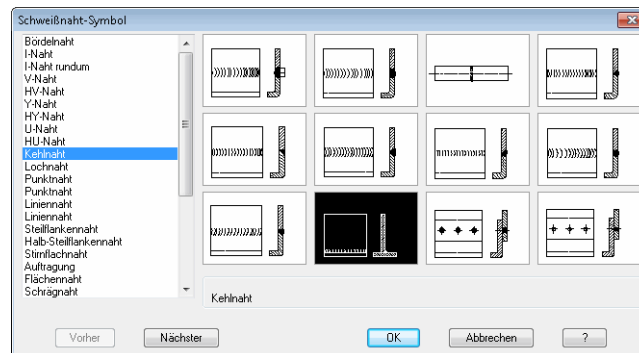 Schweißnaht-Symbol
Bördelnaht
I-Naht
I-Naht rundum
V-Naht
HV-Naht
Y-Naht
HY-Naht
U-Naht
HU-Naht
Kehlnaht
Lochnaht
Punktnaht
Punktnaht
Liniennaht
Liniennaht
Steilflankennaht
Halb-Steilflankennaht
Stirnflachnaht
Auftragung
Flächennaht
Schrägnaht
Kehlnaht
Vorher
Nächster
OK
Abbrechen
?